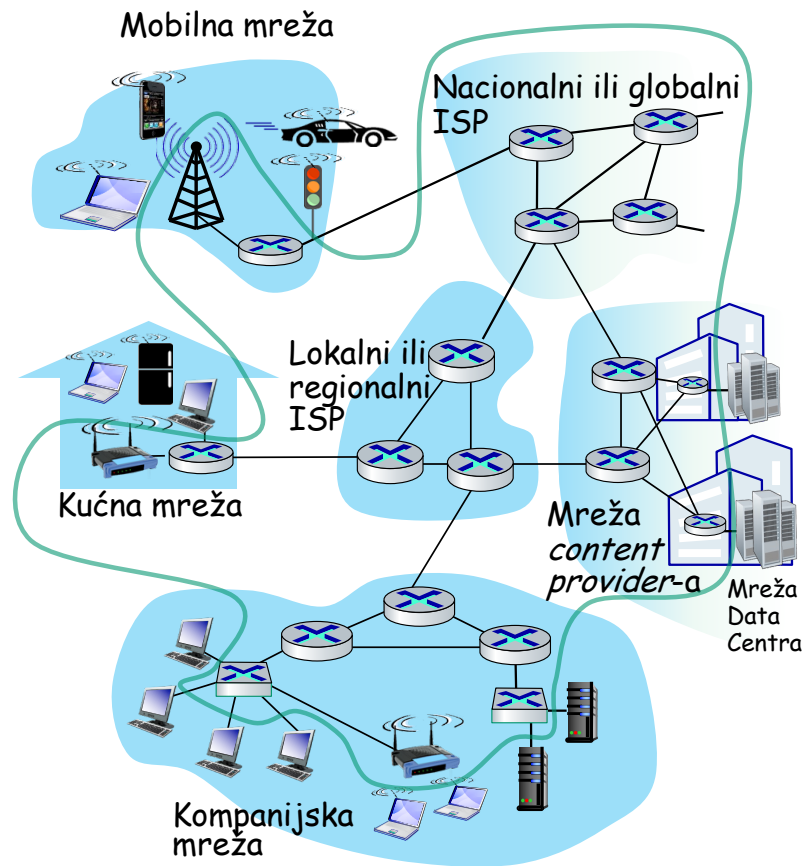 Mobilna mreža
Nacionalni ili globalni
ISP
Lokalni ili
regionalni
ISP
Kućna mreža
Mreža
content
provider-a
Mreža
Data
Centra
Kompanijska
mreža